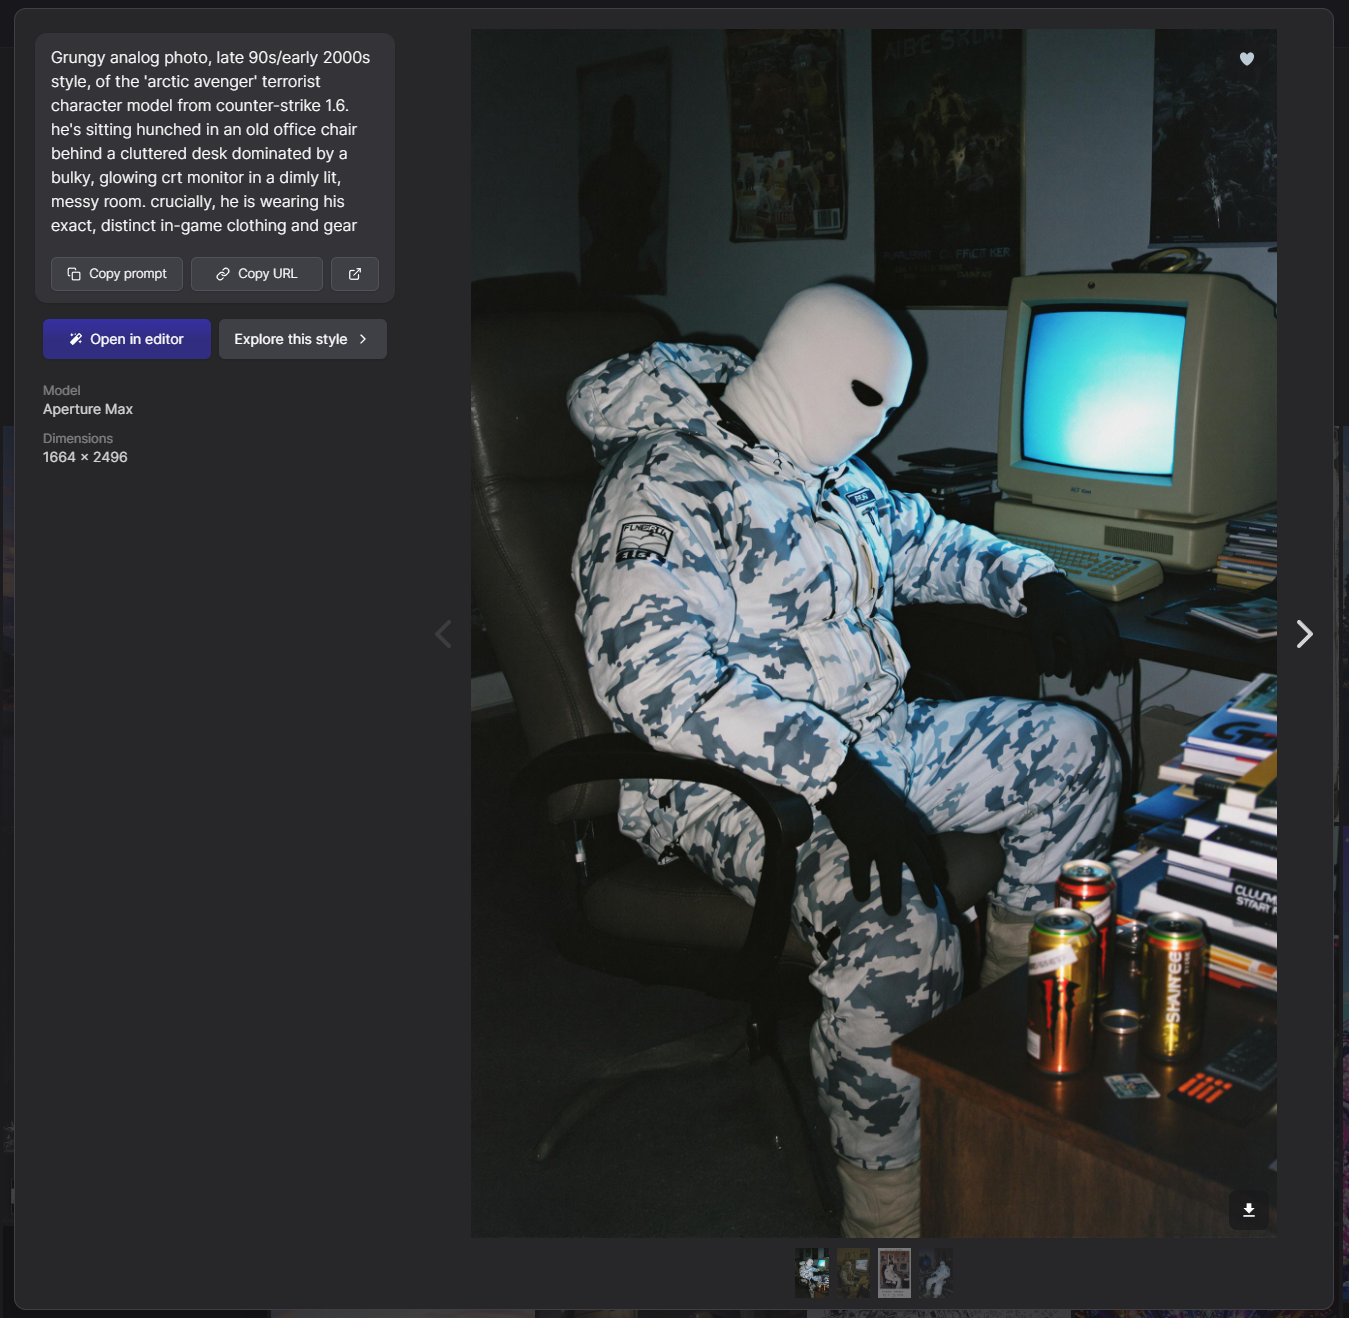 Grungy analog photo, late 90s/early 2000s
style, of the 'arctic avenger' terrorist
character model from counter-strike 1.6.
he's sitting hunched in an old office chair
behind a cluttered desk dominated by a
bulky, glowing crt monitor in a dimly lit,
messy room. crucially, he is wearing his
exact, distinct in-game clothing and gear
Copy prompt
Copy URL
Open in editor
Explore this style
Model
Aperture Max
Dimensions
1664 × 2496
START